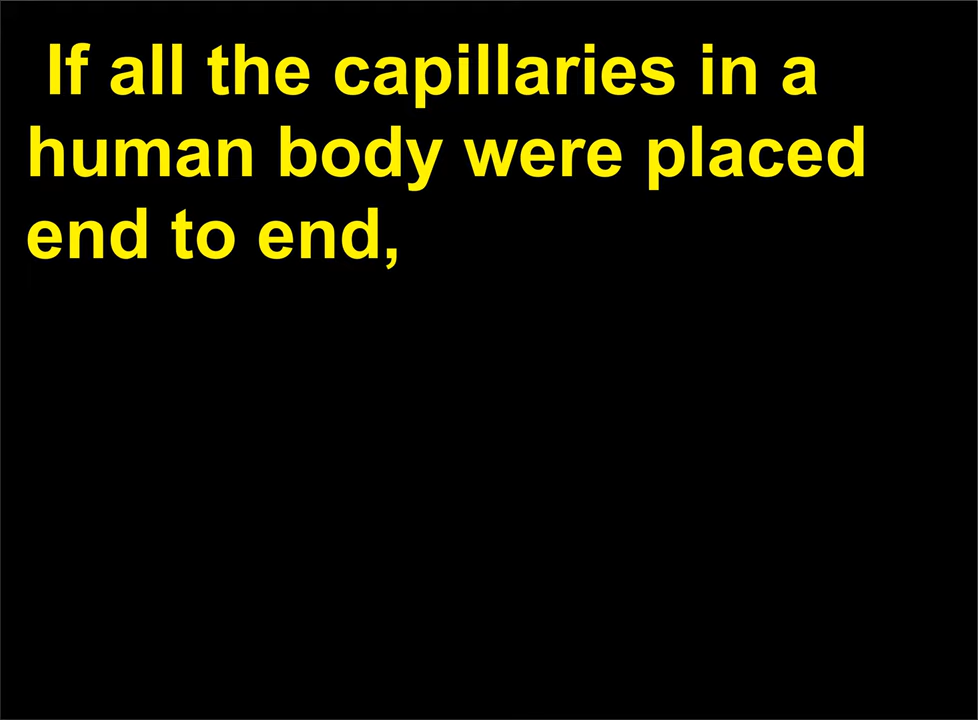 If all the capillaries in a
human body were placed
end to end,